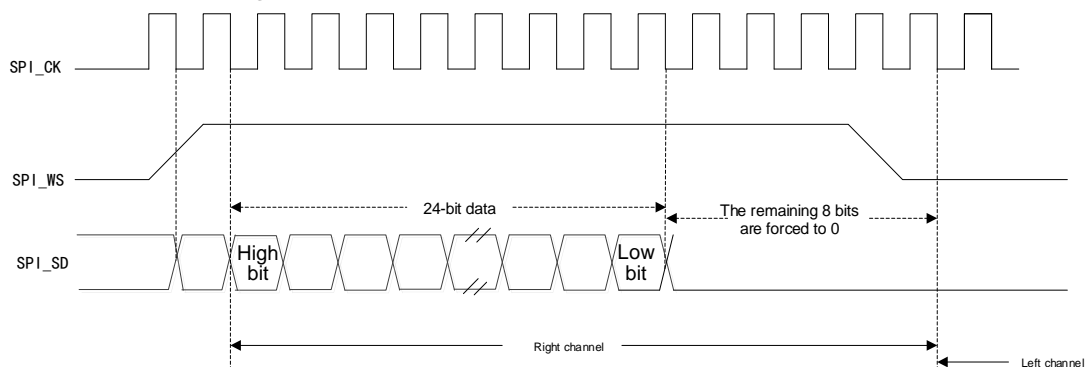 SPI_CK
SPI_WS
24-bit data
The remaining 8 bits
are forced to 0
SPI_SD
High
bit
Low
bit
Right channel
Left channel